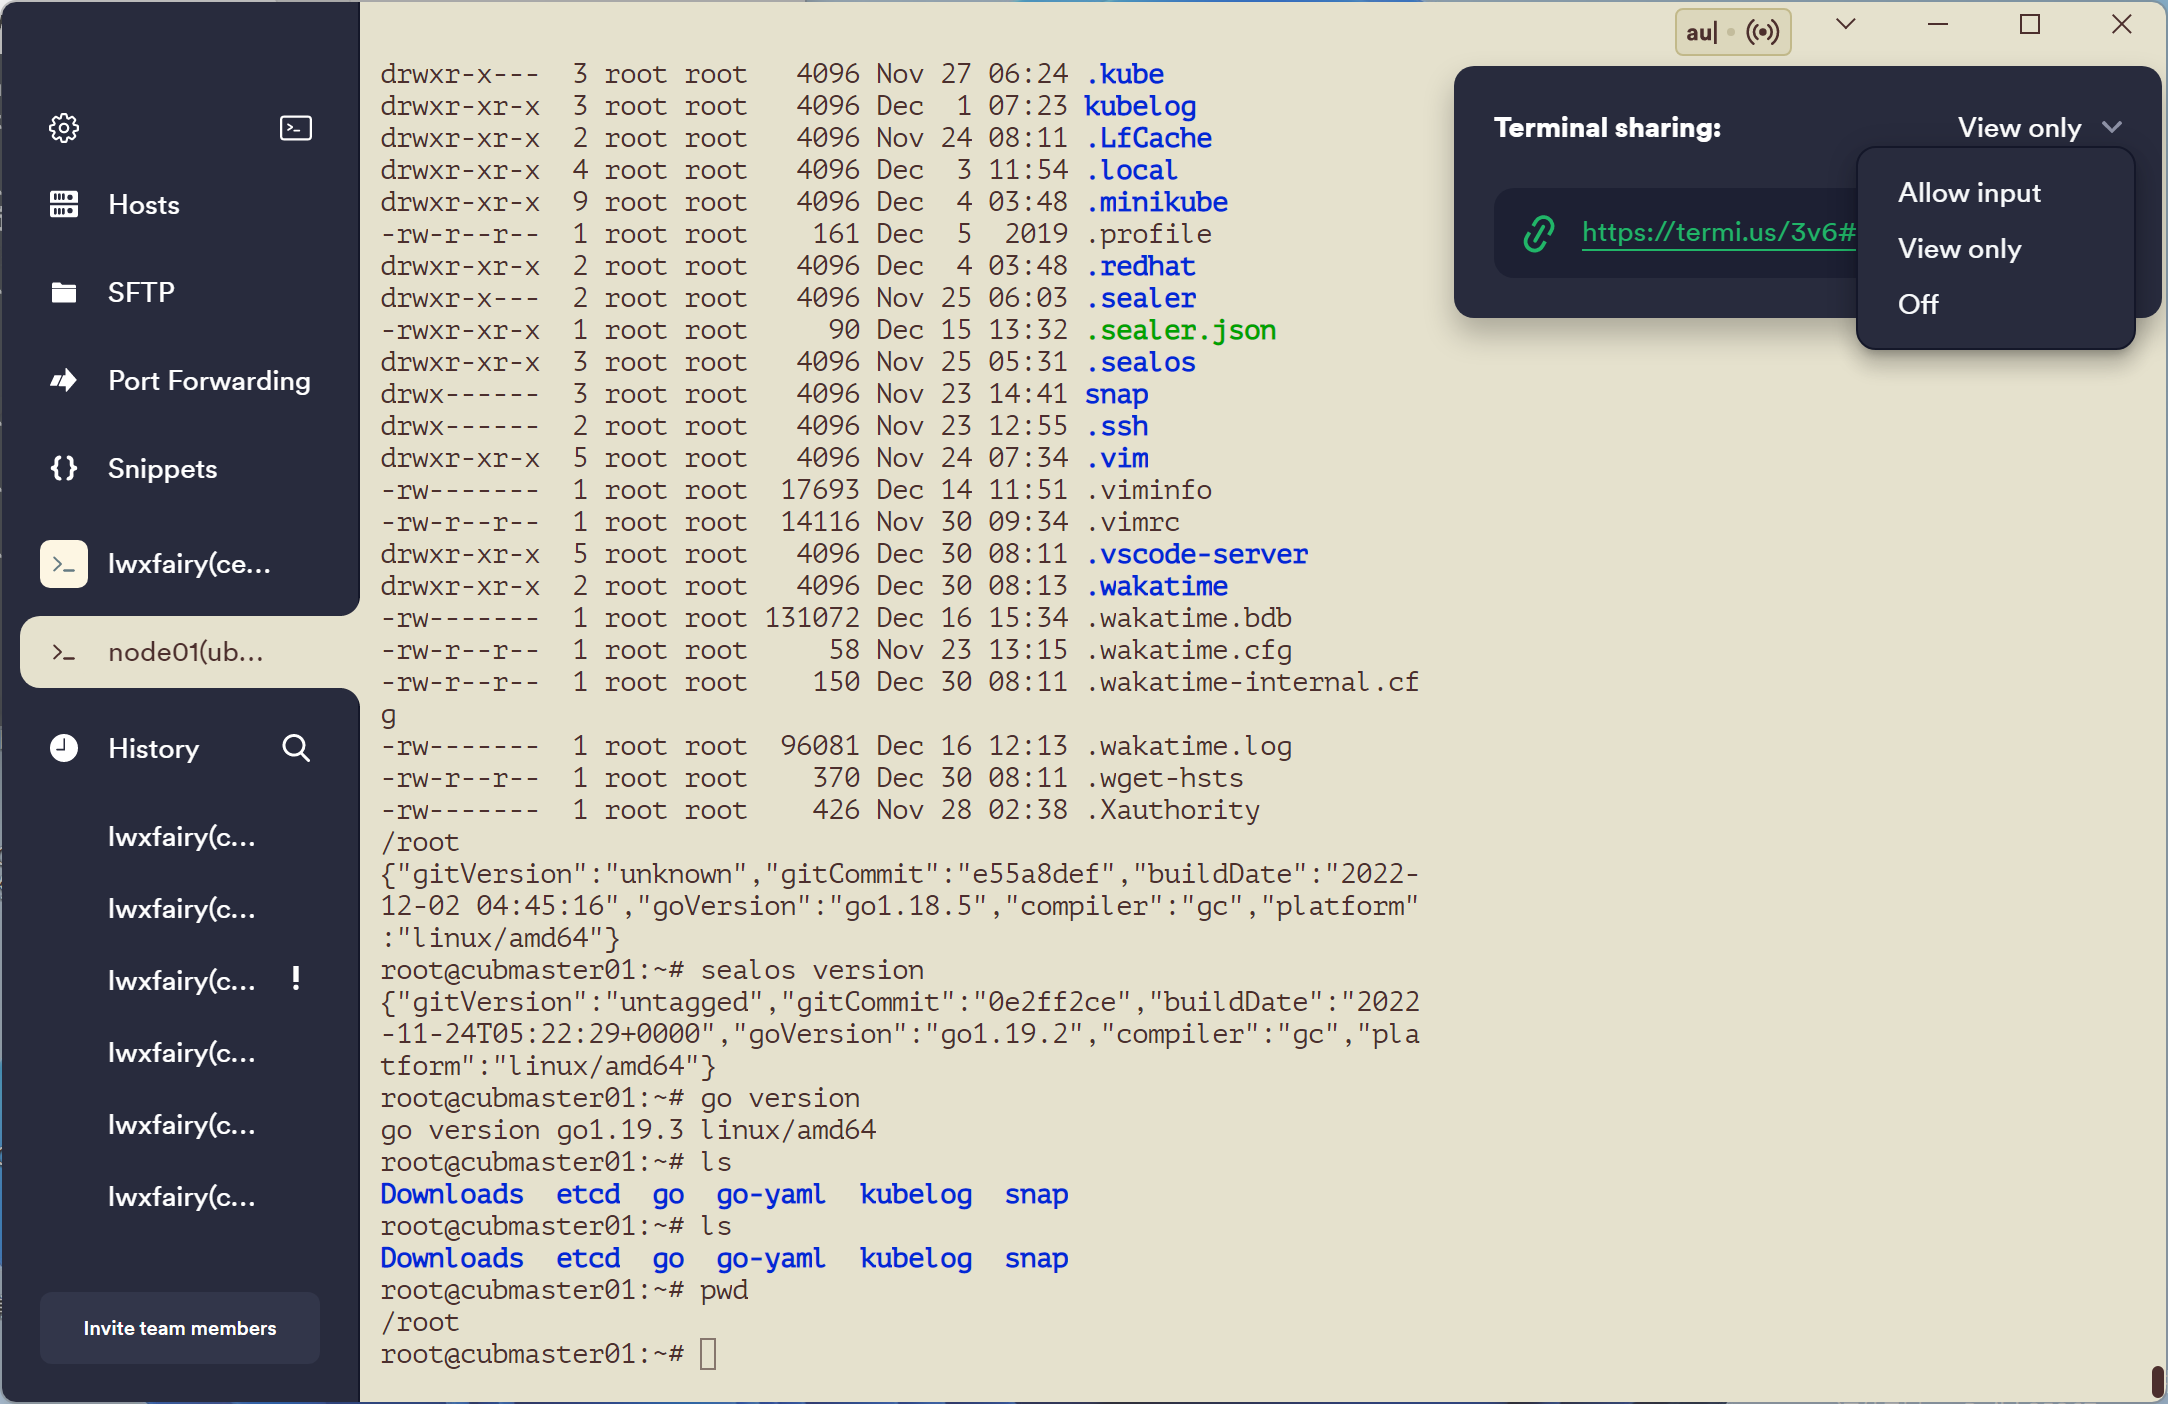 au|
Hosts
SFTP
Port Forwarding
Snippets
lwxfairy(ce...
node01(ub...
History
lwxfairy(c...
lwxfairy(c...
lwxfairy(c... !
lwxfairy(c...
lwxfairy(c...
lwxfairy(c...
Invite team members
drwxr-x---  3 root root   4096 Nov 27 06:24 .kube
drwxr-xr-x  3 root root   4096 Dec  1 07:23 kubelog
drwxr-xr-x  2 root root   4096 Nov 24 08:11 .LfCache
drwxr-xr-x  4 root root   4096 Dec  3 11:54 .local
drwxr-xr-x  9 root root   4096 Dec  4 03:48 .minikube
-rw-r--r--  1 root root    161 Dec  5  2019 .profile
drwxr-xr-x  2 root root   4096 Dec  4 03:48 .redhat
drwxr-x---  2 root root   4096 Nov 25 06:03 .sealer
-rwxr-xr-x  1 root root     90 Dec 15 13:32 .sealer.json
drwxr-xr-x  3 root root   4096 Nov 25 05:31 .sealos
drwx------  3 root root   4096 Nov 23 14:41 snap
drwx------  2 root root   4096 Nov 23 12:55 .ssh
drwxr-xr-x  5 root root   4096 Nov 24 07:34 .vim
-rw-------  1 root root  17693 Dec 14 11:51 .viminfo
-rw-r--r--  1 root root  14116 Nov 30 09:34 .vimrc
drwxr-xr-x  5 root root   4096 Dec 30 08:11 .vscode-server
drwxr-xr-x  2 root root   4096 Dec 30 08:13 .wakatime
-rw-------  1 root root 131072 Dec 16 15:34 .wakatime.bdb
-rw-r--r--  1 root root     58 Nov 23 13:15 .wakatime.cfg
-rw-r--r--  1 root root    150 Dec 30 08:11 .wakatime-internal.cf
g
-rw-------  1 root root  96081 Dec 16 12:13 .wakatime.log
-rw-r--r--  1 root root    370 Dec 30 08:11 .wget-hsts
-rw-------  1 root root    426 Nov 28 02:38 .Xauthority
/root
{"gitVersion":"unknown","gitCommit":"e55a8def","buildDate":"2022-
12-02 04:45:16","goVersion":"go1.18.5","compiler":"gc","platform"
:"linux/amd64"}
root@cubmaster01:~# sealos version
{"gitVersion":"untagged","gitCommit":"0e2ff2ce","buildDate":"2022
-11-24T05:22:29+0000","goVersion":"go1.19.2","compiler":"gc","pla
tform":"linux/amd64"}
root@cubmaster01:~# go version
go version go1.19.3 linux/amd64
root@cubmaster01:~# ls
Downloads  etcd  go  go-yaml  kubelog  snap
root@cubmaster01:~# ls
Downloads  etcd  go  go-yaml  kubelog  snap
root@cubmaster01:~# pwd
/root
root@cubmaster01:~#
Terminal sharing: View only
https://termi.us/3v6#
Allow input
View only
Off